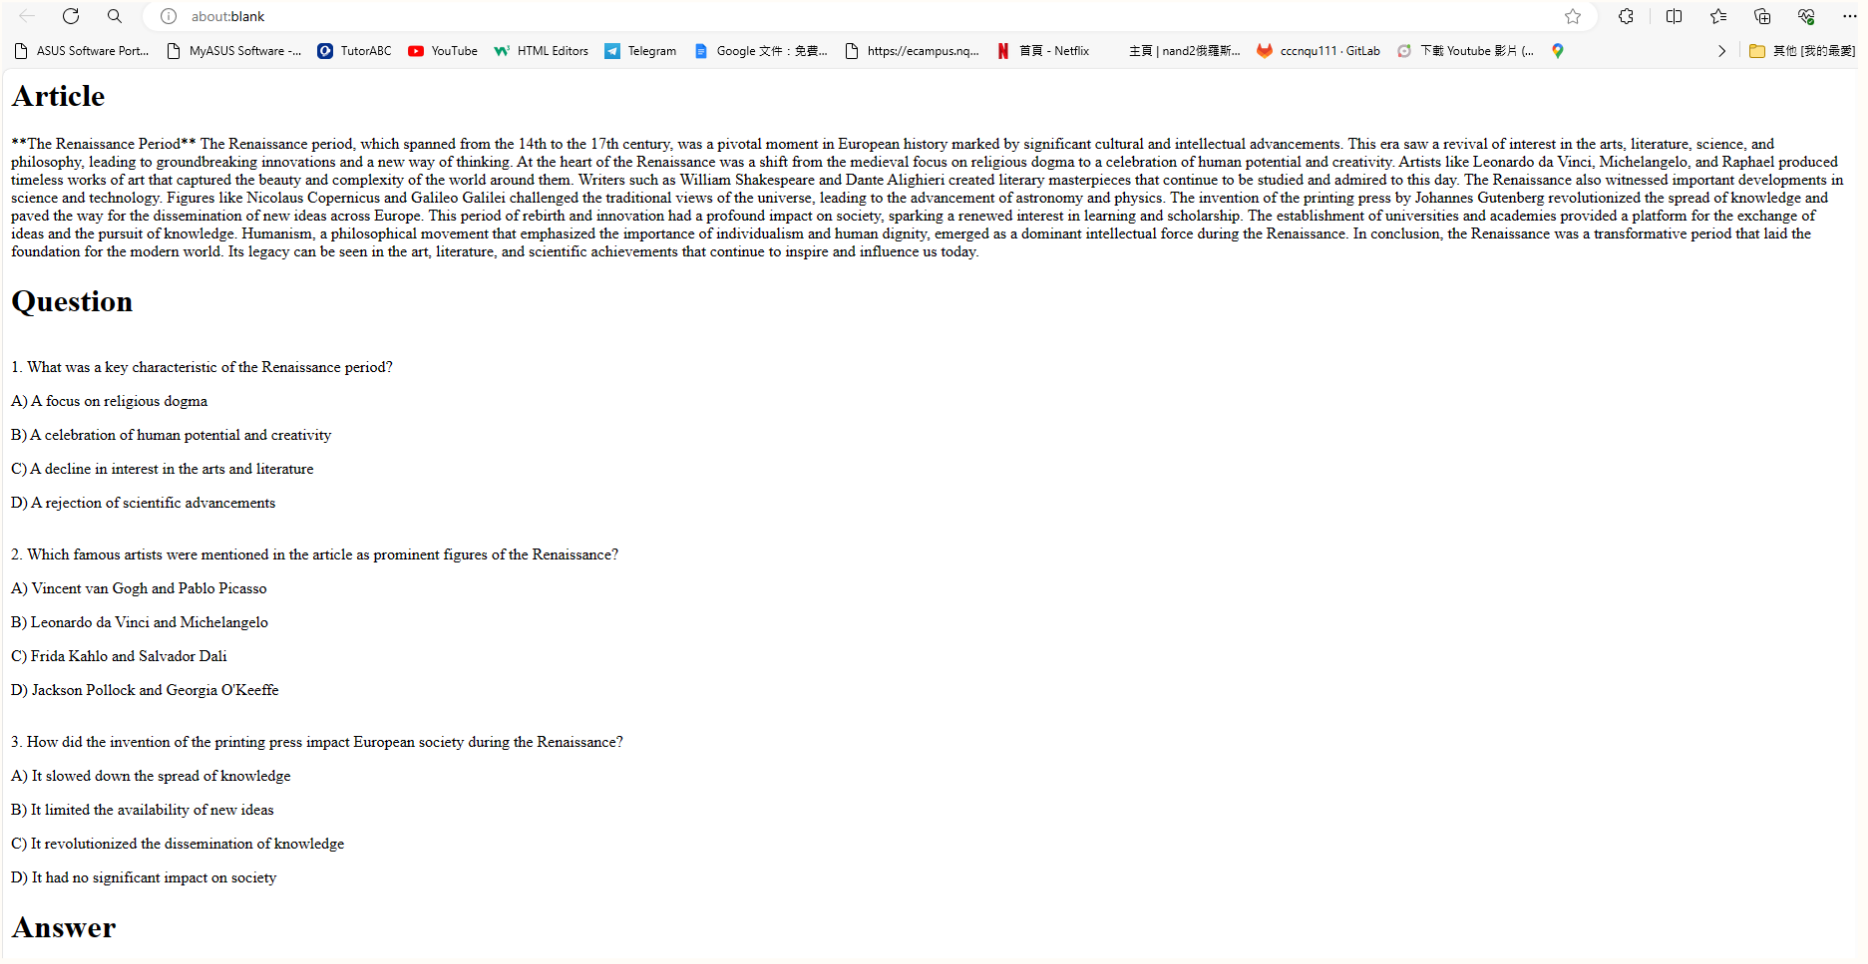 about:blank
ASUS Software Port... MyASUS Software -... TutorABC YouTube HTML Editors Telegram Google 文件：免費... https://ecampus.nq... 首頁 - Netflix 主頁 | nand2俄羅斯... cccnqu111 · GitLab 下載 Youtube 影片 (... 其他 [我的最愛]
Article
**The Renaissance Period** The Renaissance period, which spanned from the 14th to the 17th century, was a pivotal moment in European history marked by significant cultural and intellectual advancements. This era saw a revival of interest in the arts, literature, science, and
philosophy, leading to groundbreaking innovations and a new way of thinking. At the heart of the Renaissance was a shift from the medieval focus on religious dogma to a celebration of human potential and creativity. Artists like Leonardo da Vinci, Michelangelo, and Raphael produced
timeless works of art that captured the beauty and complexity of the world around them. Writers such as William Shakespeare and Dante Alighieri created literary masterpieces that continue to be studied and admired to this day. The Renaissance also witnessed important developments in
science and technology. Figures like Nicolaus Copernicus and Galileo Galilei challenged the traditional views of the universe, leading to the advancement of astronomy and physics. The invention of the printing press by Johannes Gutenberg revolutionized the spread of knowledge and
paved the way for the dissemination of new ideas across Europe. This period of rebirth and innovation had a profound impact on society, sparking a renewed interest in learning and scholarship. The establishment of universities and academies provided a platform for the exchange of
ideas and the pursuit of knowledge. Humanism, a philosophical movement that emphasized the importance of individualism and human dignity, emerged as a dominant intellectual force during the Renaissance. In conclusion, the Renaissance was a transformative period that laid the
foundation for the modern world. Its legacy can be seen in the art, literature, and scientific achievements that continue to inspire and influence us today.
Question
1. What was a key characteristic of the Renaissance period?
A) A focus on religious dogma
B) A celebration of human potential and creativity
C) A decline in interest in the arts and literature
D) A rejection of scientific advancements
2. Which famous artists were mentioned in the article as prominent figures of the Renaissance?
A) Vincent van Gogh and Pablo Picasso
B) Leonardo da Vinci and Michelangelo
C) Frida Kahlo and Salvador Dali
D) Jackson Pollock and Georgia O'Keeffe
3. How did the invention of the printing press impact European society during the Renaissance?
A) It slowed down the spread of knowledge
B) It limited the availability of new ideas
C) It revolutionized the dissemination of knowledge
D) It had no significant impact on society
Answer